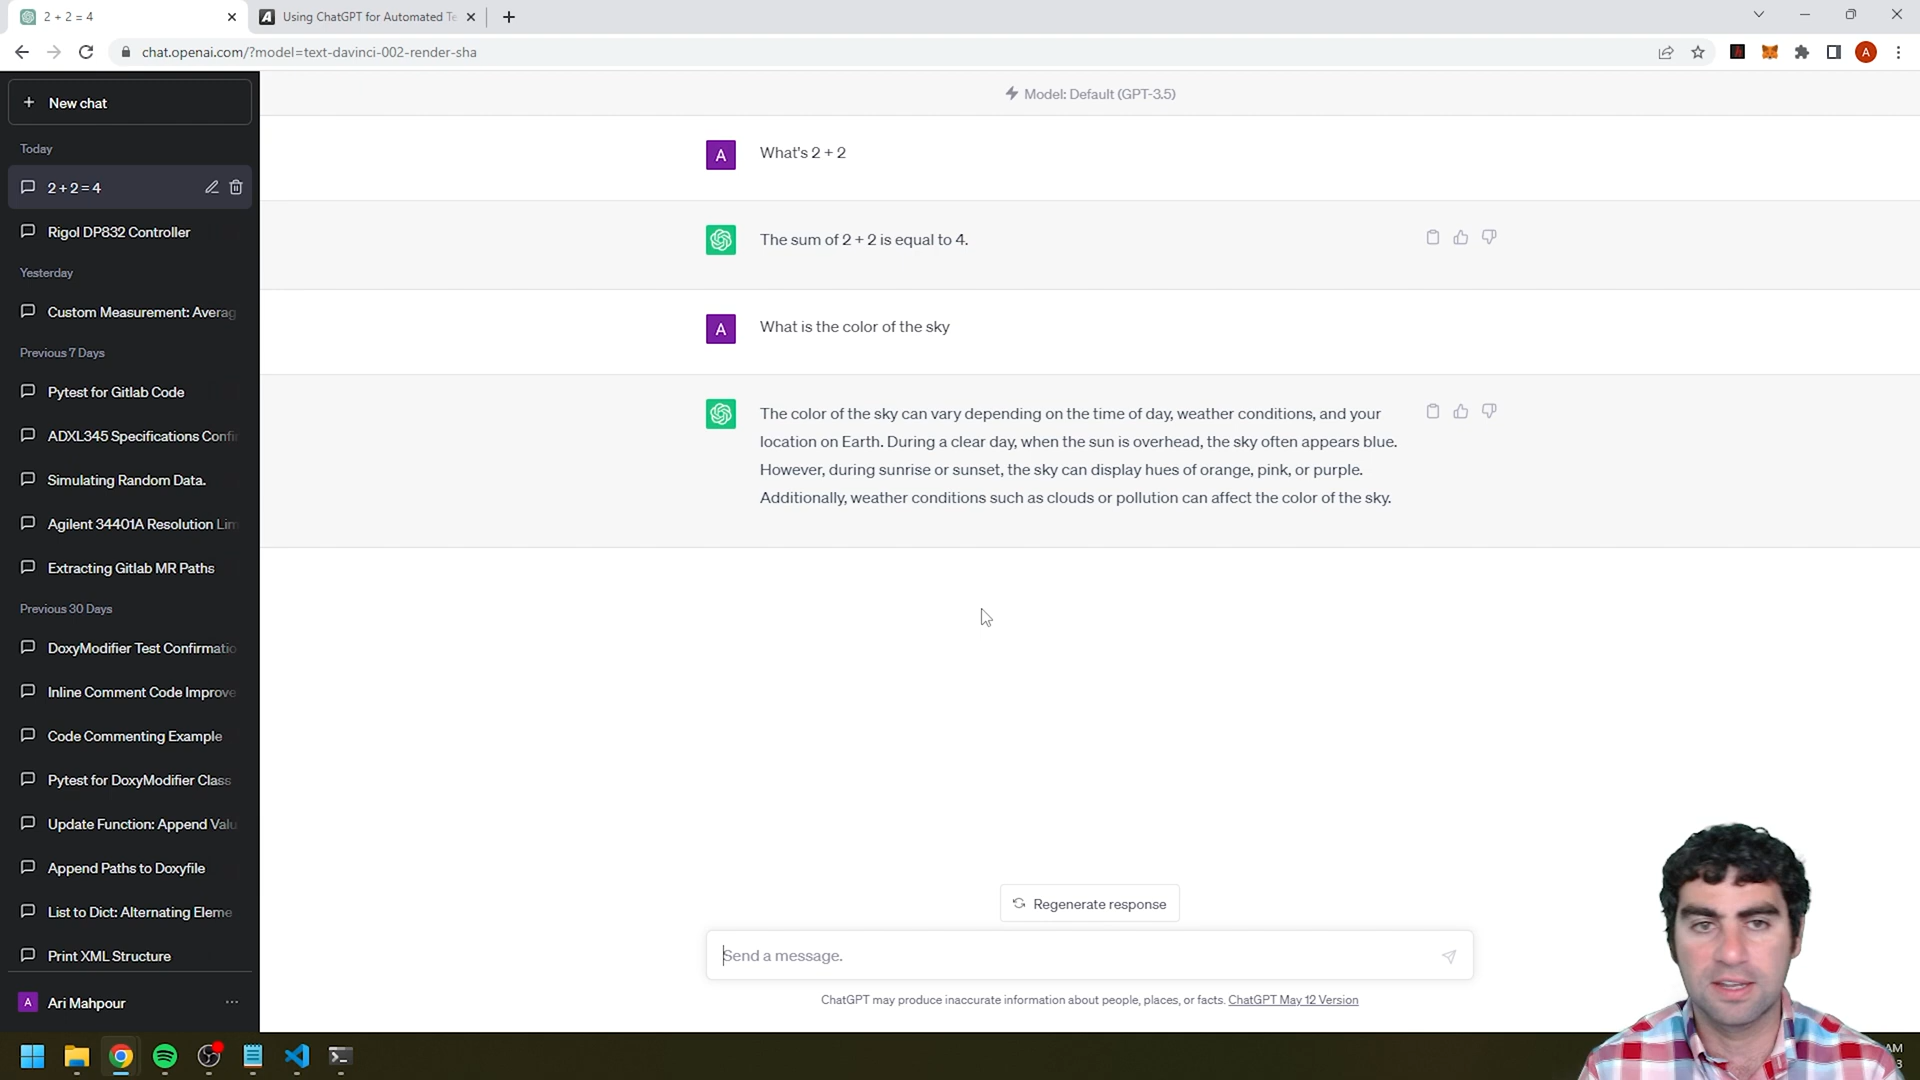 2 + 2 = 4
Using ChatGPT for Automated Te
chat.openai.com/?model=text-davinci-002-render-sha
A
New chat
Today
2 + 2 = 4
Rigol DP832 Controller
Yesterday
Custom Measurement: Averag
Previous 7 Days
Pytest for Gitlab Code
ADXL345 Specifications Confir
Simulating Random Data.
Agilent 34401A Resolution Lim
Extracting Gitlab MR Paths
Previous 30 Days
DoxyModifier Test Confirmatio
Inline Comment Code Improve
Code Commenting Example
Pytest for DoxyModifier Class
Update Function: Append Valu
Append Paths to Doxyfile
List to Dict: Alternating Eleme
Print XML Structure
A Ari Mahpour
Model: Default (GPT-3.5)
A What's 2 + 2
The sum of 2 + 2 is equal to 4.
A What is the color of the sky
The color of the sky can vary depending on the time of day, weather conditions, and your
location on Earth. During a clear day, when the sun is overhead, the sky often appears blue.
However, during sunrise or sunset, the sky can display hues of orange, pink, or purple.
Additionally, weather conditions such as clouds or pollution can affect the color of the sky.
Regenerate response
Send a message.
ChatGPT may produce inaccurate information about people, places, or facts. ChatGPT May 12 Version
AM
3